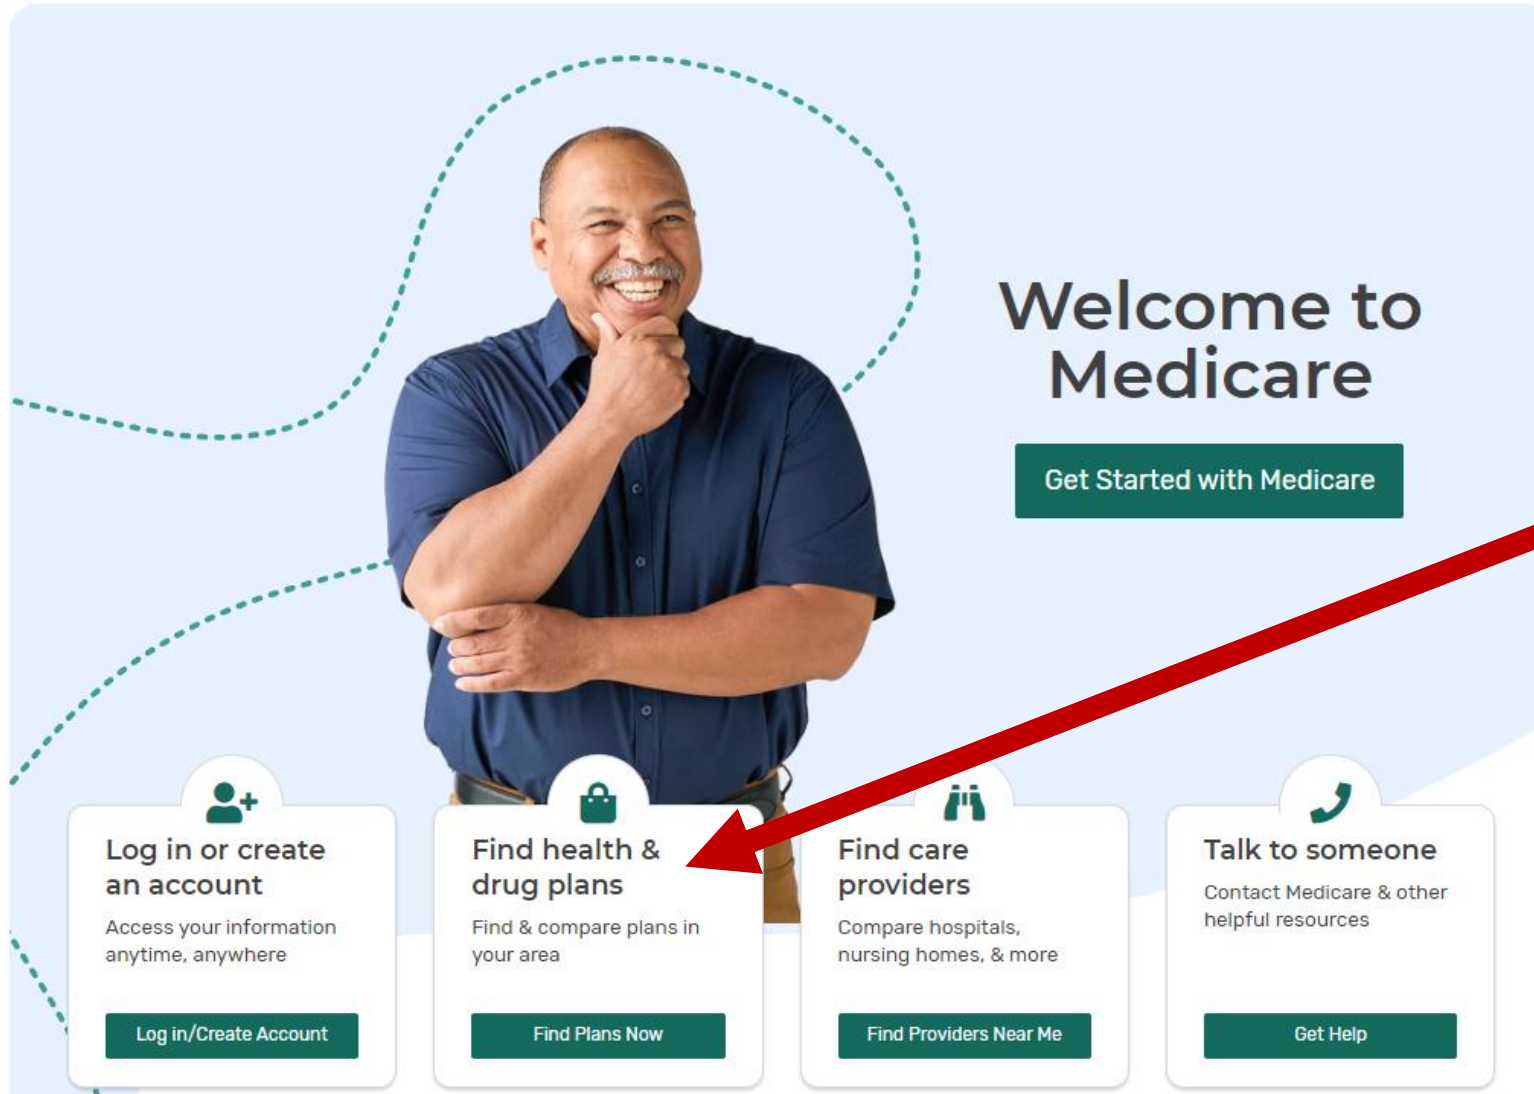 Welcome to
Medicare
Get Started with Medicare
Log in or create
an account
Access your information
anytime, anywhere
Log in/Create Account
Find health &
drug plans
Find & compare plans in
your area
Find Plans Now
Find care
providers
Compare hospitals,
nursing homes, & more
Find Providers Near Me
Talk to someone
Contact Medicare & other
helpful resources
Get Help